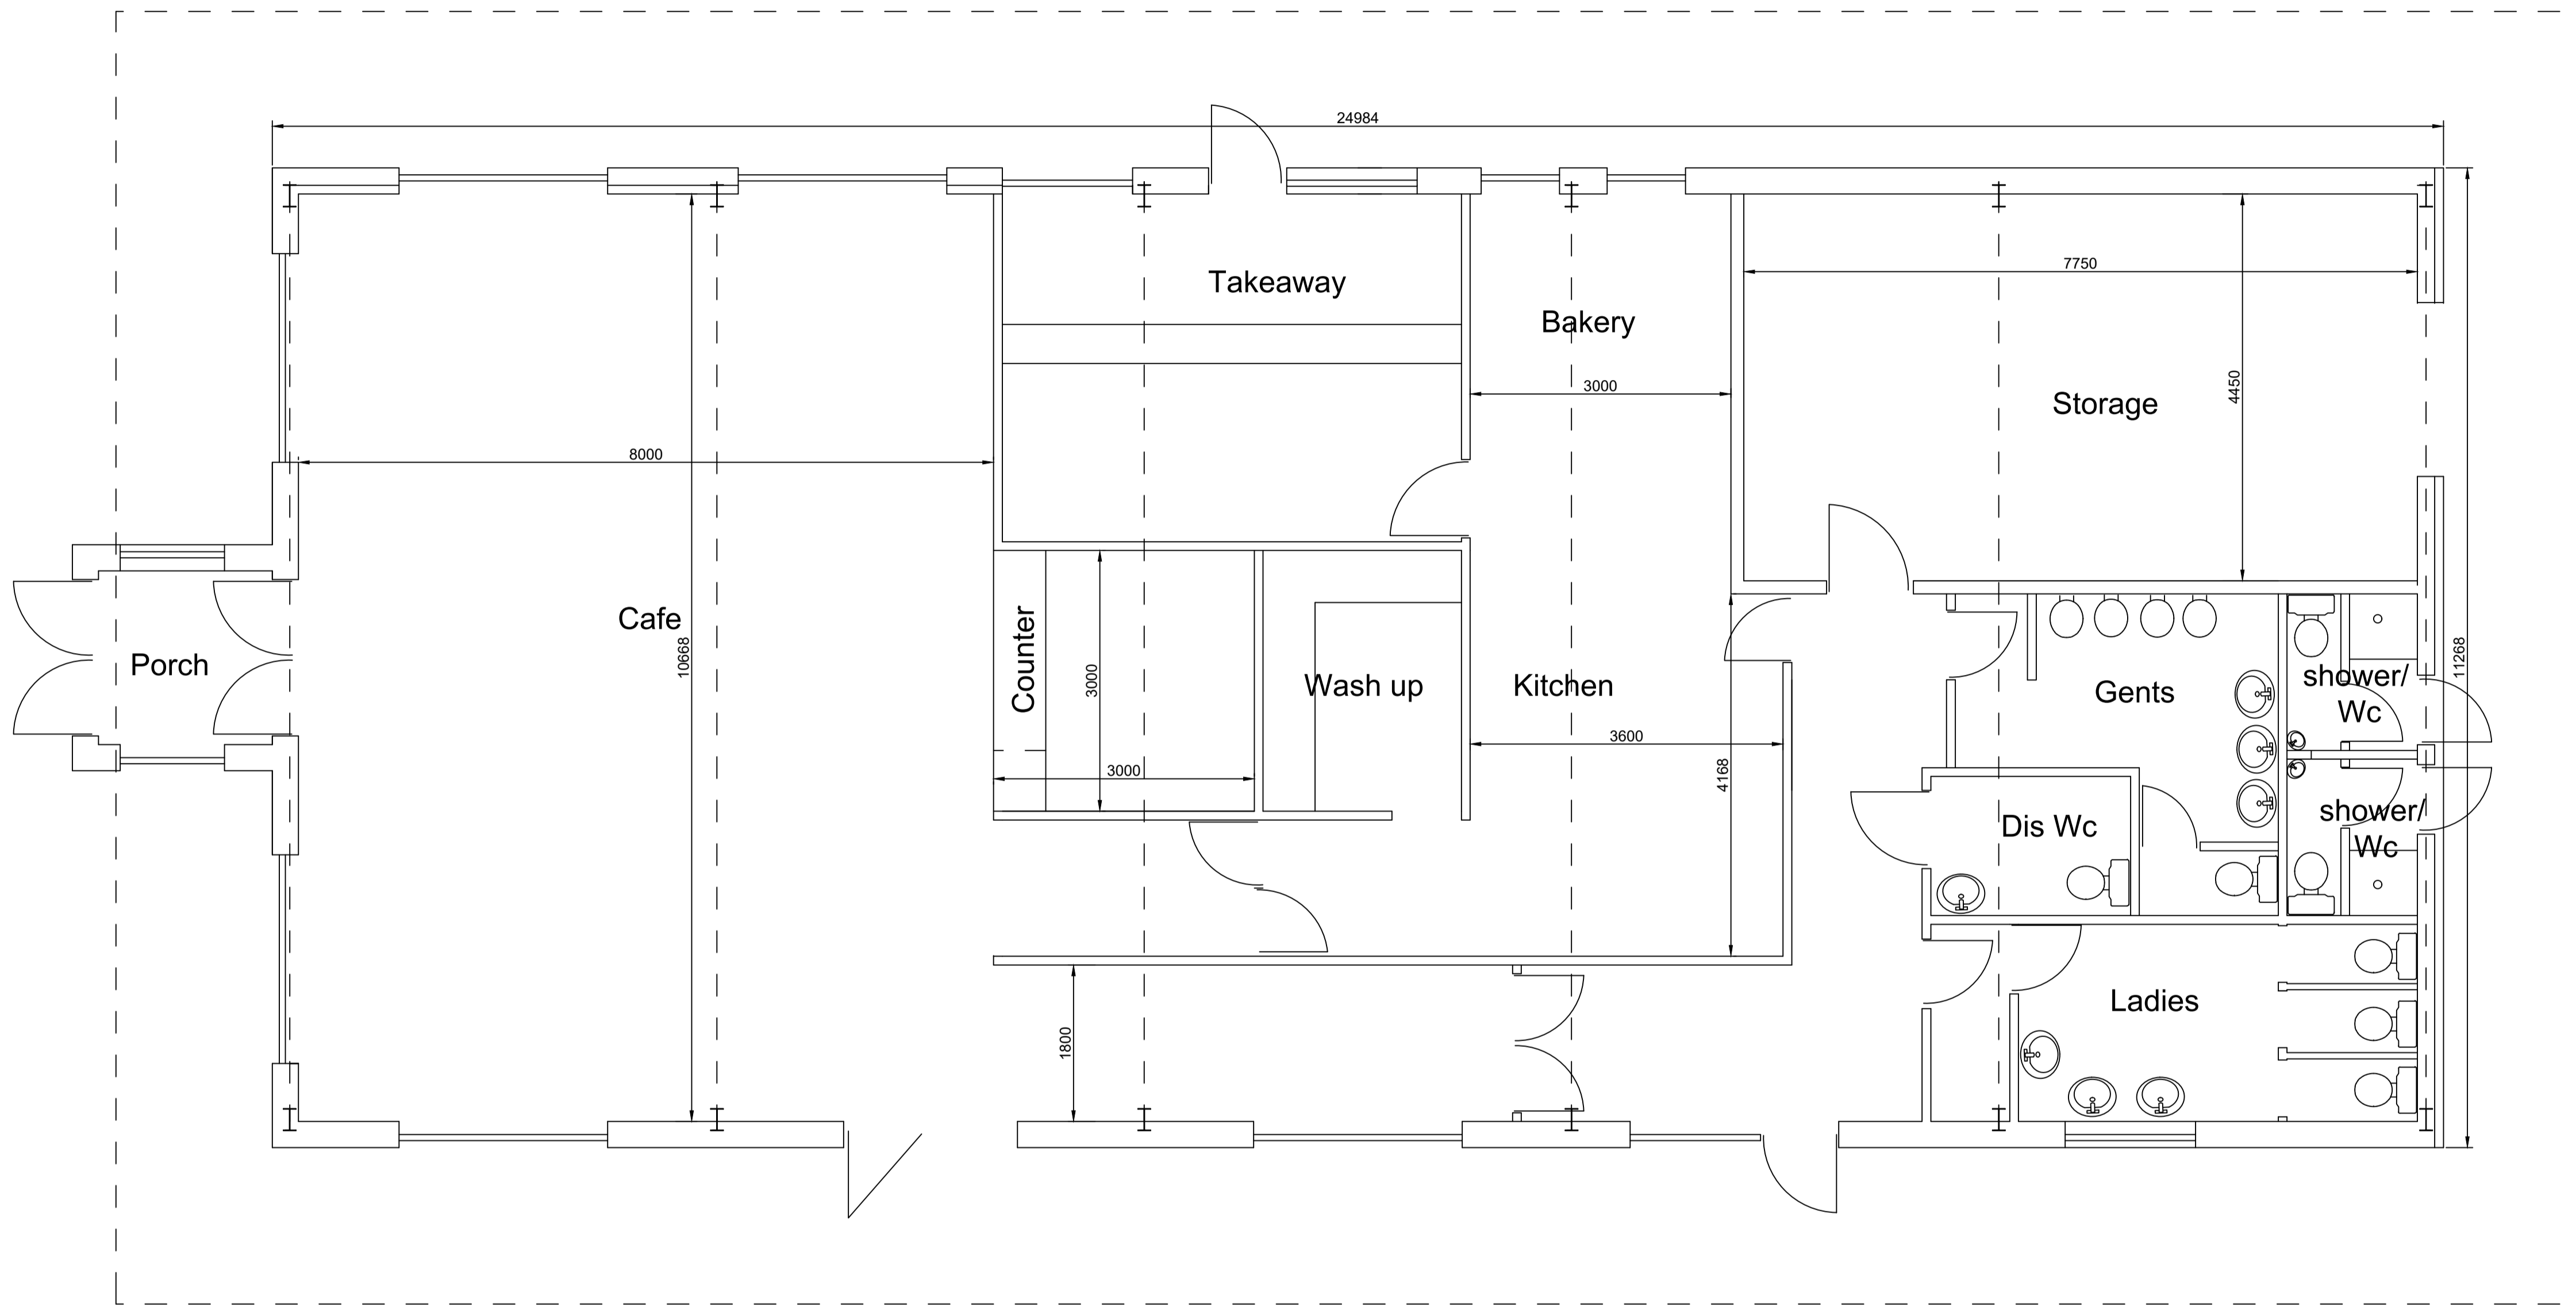 24984
Takeaway
7750
Bakery
3000
4450
Storage
8000
Cafe
10668
Porch
Counter
3000
3000
Wash up
Kitchen
3600
4168
Gents
shower/
Wc
11268
shower/
Wc
Dis Wc
1800
Ladies